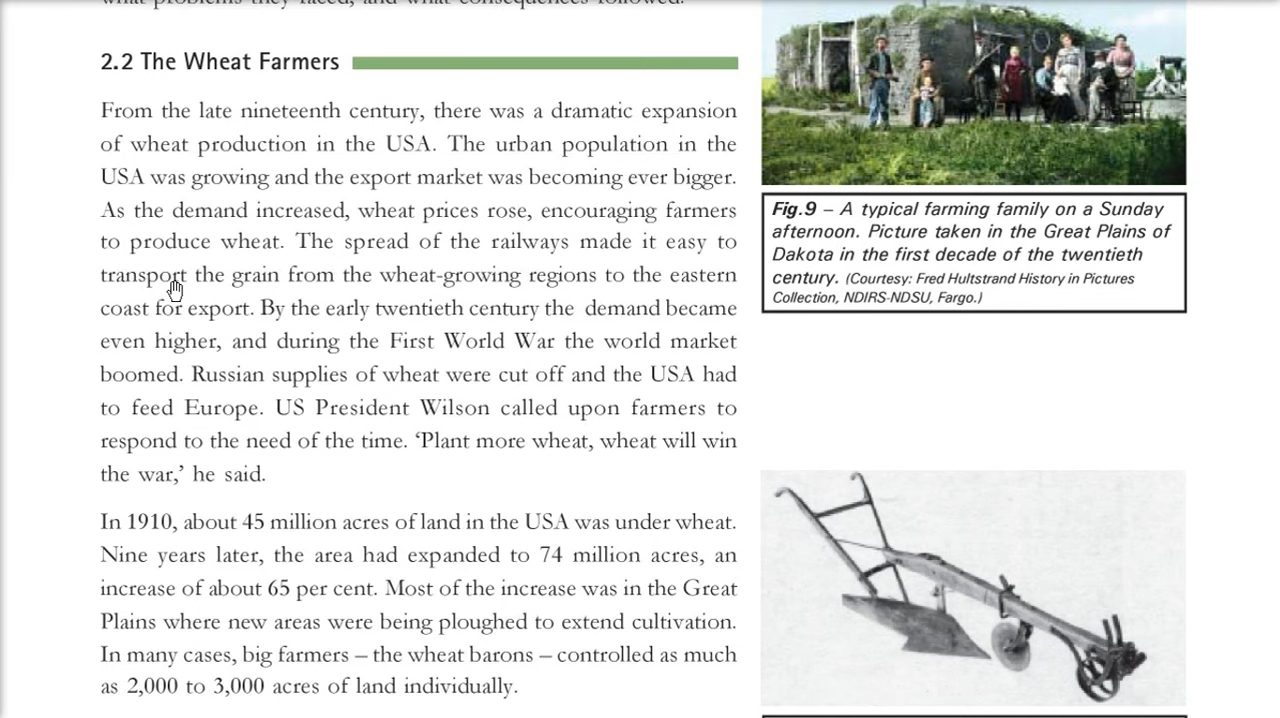 what problems they faced, and what consequences followed.
2.2 The Wheat Farmers
From the late nineteenth century, there was a dramatic expansion
of wheat production in the USA. The urban population in the
USA was growing and the export market was becoming ever bigger.
As the demand increased, wheat prices rose, encouraging farmers
to produce wheat. The spread of the railways made it easy to
transport the grain from the wheat-growing regions to the eastern
coast for export. By the early twentieth century the demand became
even higher, and during the First World War the world market
boomed. Russian supplies of wheat were cut off and the USA had
to feed Europe. US President Wilson called upon farmers to
respond to the need of the time. ‘Plant more wheat, wheat will win
the war,’ he said.
In 1910, about 45 million acres of land in the USA was under wheat.
Nine years later, the area had expanded to 74 million acres, an
increase of about 65 per cent. Most of the increase was in the Great
Plains where new areas were being ploughed to extend cultivation.
In many cases, big farmers – the wheat barons – controlled as much
as 2,000 to 3,000 acres of land individually.
Fig.9 – A typical farming family on a Sunday
afternoon. Picture taken in the Great Plains of
Dakota in the first decade of the twentieth
century. (Courtesy: Fred Hultstrand History in Pictures
Collection, NDIRS-NDSU, Fargo.)